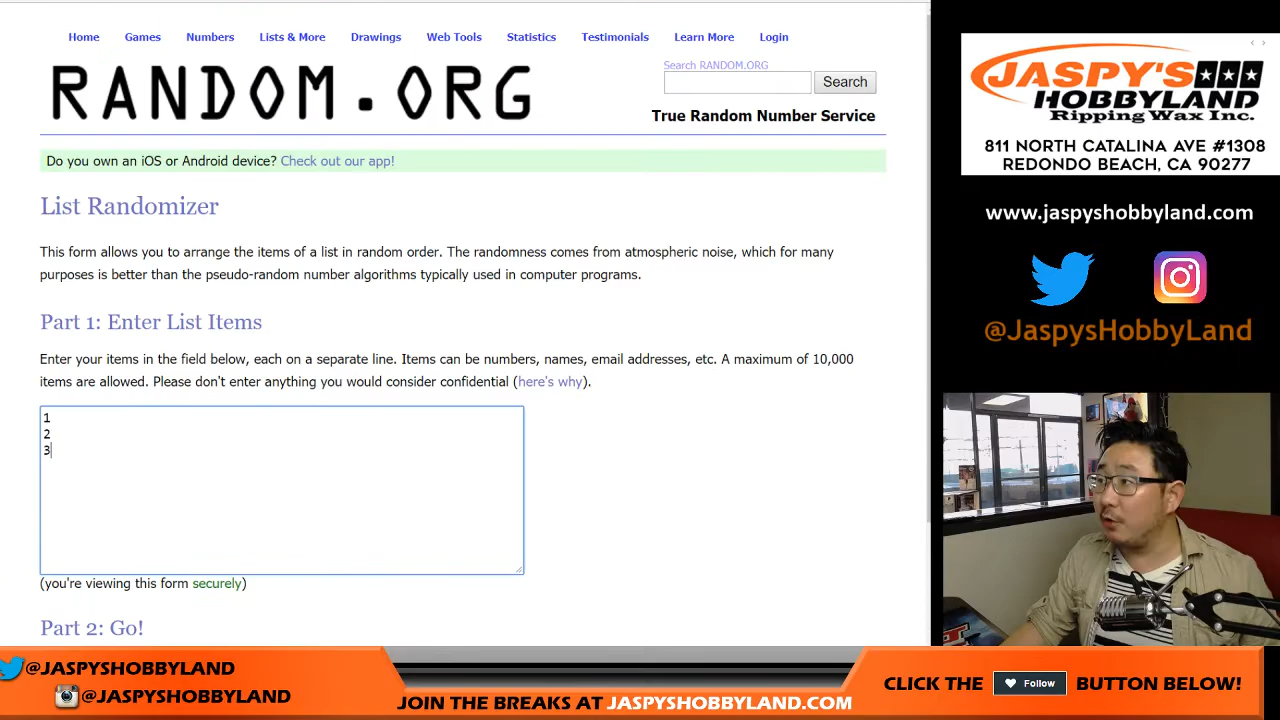 Home Games Numbers Lists & More Drawings Web Tools Statistics Testimonials Learn More Login
RANDOM.ORG
Search RANDOM.ORG
Search
True Random Number Service
Do you own an iOS or Android device? Check out our app!
List Randomizer
This form allows you to arrange the items of a list in random order. The randomness comes from atmospheric noise, which for many
purposes is better than the pseudo-random number algorithms typically used in computer programs.
Part 1: Enter List Items
Enter your items in the field below, each on a separate line. Items can be numbers, names, email addresses, etc. A maximum of 10,000
items are allowed. Please don't enter anything you would consider confidential (here's why).
1
2
3
(you're viewing this form securely)
Part 2: Go!
JASPY'S
HOBBYLAND
Ripping Wax Inc.
811 NORTH CATALINA AVE #1308
REDONDO BEACH, CA 90277
www.jaspyshobbyland.com
@JaspysHobbyLand
@JASPYSHOBBYLAND
@JASPYSHOBBYLAND
JOIN THE BREAKS AT JASPYSHOBBYLAND.COM
CLICK THE Follow BUTTON BELOW!